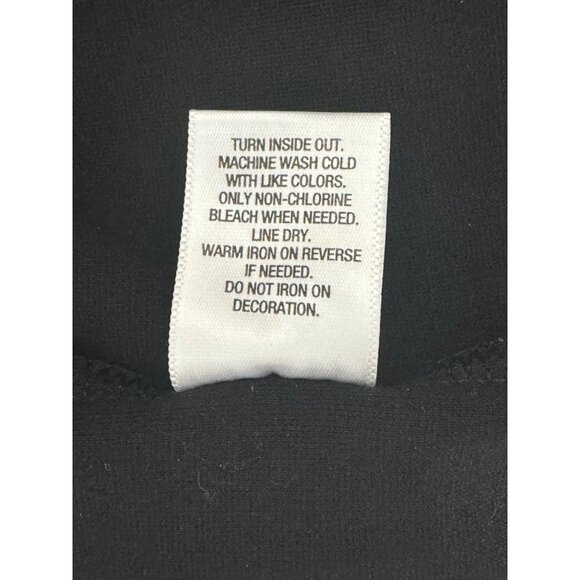 TURN INSIDE OUT.
MACHINE WASH COLD
WITH LIKE COLORS.
ONLY NON-CHLORINE
BLEACH WHEN NEEDED.
LINE DRY.
WARM IRON ON REVERSE
IF NEEDED.
DO NOT IRON ON
DECORATION.